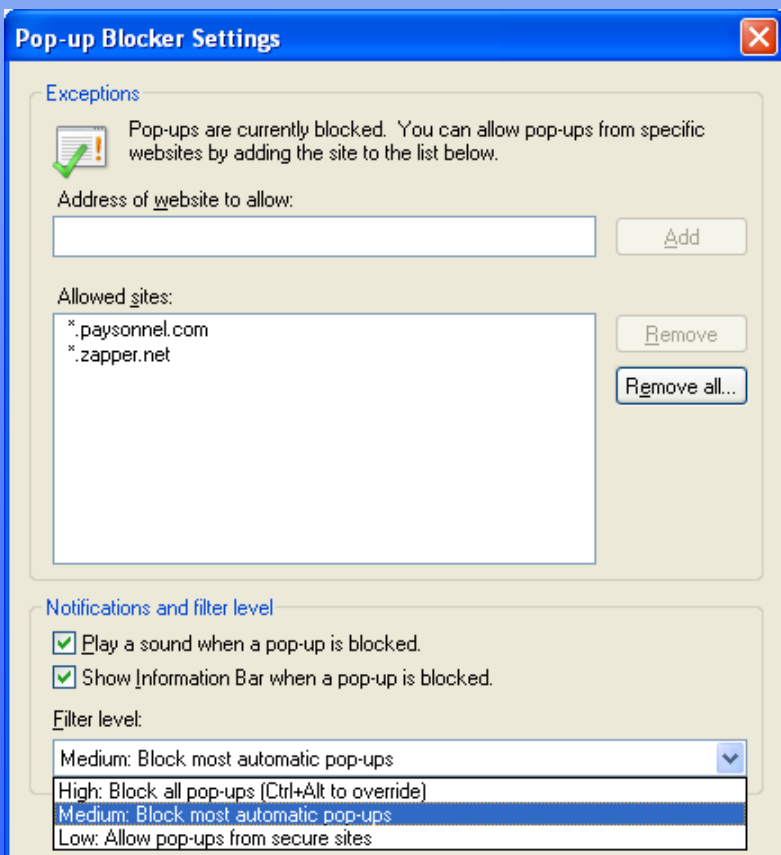 Pop-up Blocker Settings
Exceptions
Pop-ups are currently blocked. You can allow pop-ups from specific
websites by adding the site to the list below.
Address of website to allow:
Add
Allowed sites:
*.paysonnel.com
*.zapper.net
Remove
Remove all...
Notifications and filter level
Play a sound when a pop-up is blocked.
Show Information Bar when a pop-up is blocked.
Filter level:
Medium: Block most automatic pop-ups
High: Block all pop-ups (Ctrl+Alt to override)
Medium: Block most automatic pop-ups
Low: Allow pop-ups from secure sites